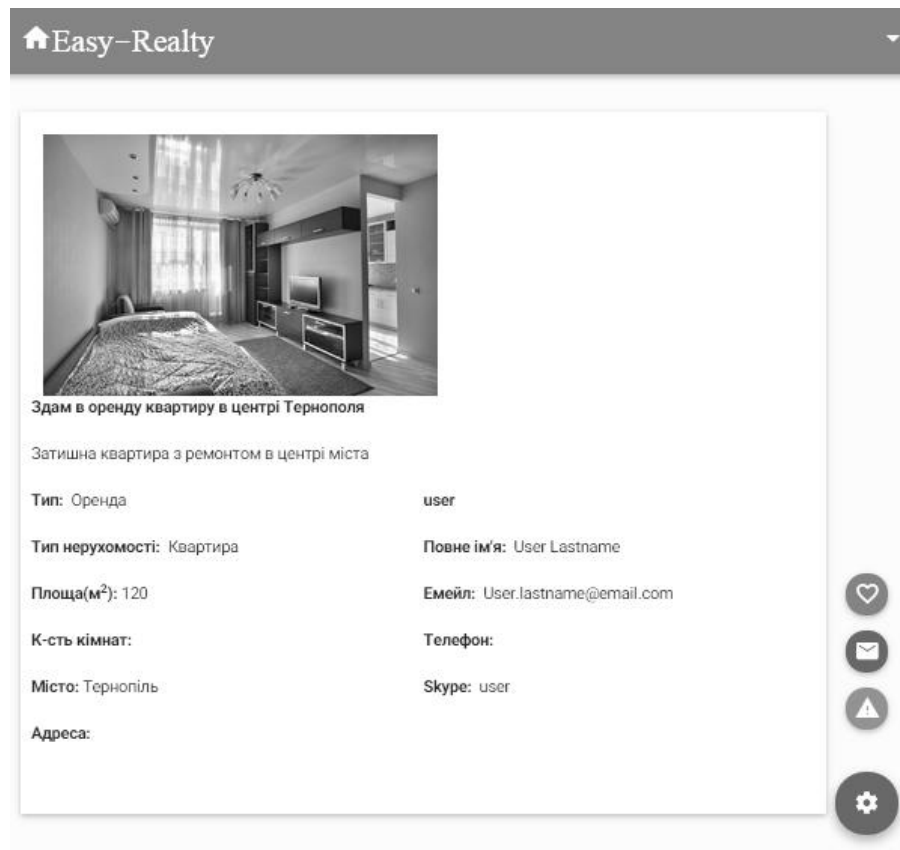 Easy-Realty
Здам в оренду квартиру в центрі Тернополя
Затишна квартира з ремонтом в центрі міста
Тип: Оренда
user
Тип нерухомості: Квартира
Повне ім'я: User Lastname
Площа(м²): 120
Емейл: User.lastname@email.com
К-сть кімнат:
Телефон:
Місто: Тернопіль
Skype: user
Адреса: